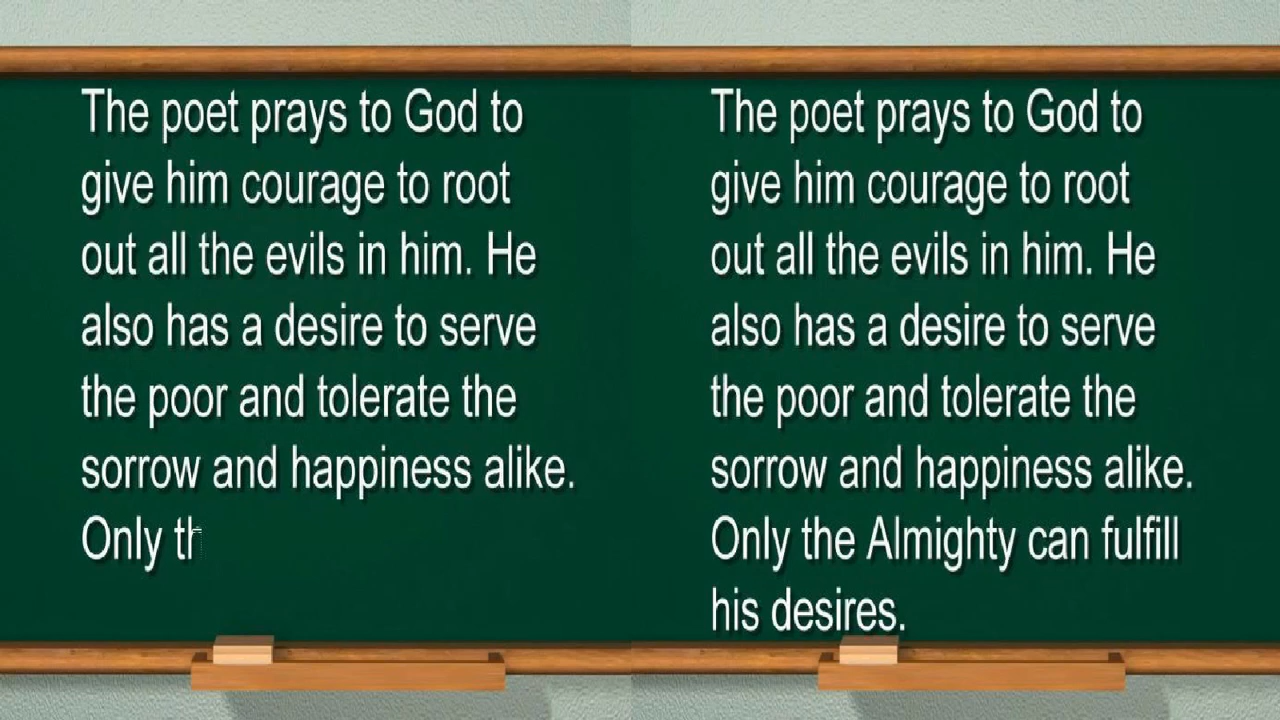 The poet prays to God to
give him courage to root
out all the evils in him. He
also has a desire to serve
the poor and tolerate the
sorrow and happiness alike.
Only th
The poet prays to God to
give him courage to root
out all the evils in him. He
also has a desire to serve
the poor and tolerate the
sorrow and happiness alike.
Only the Almighty can fulfill
his desires.